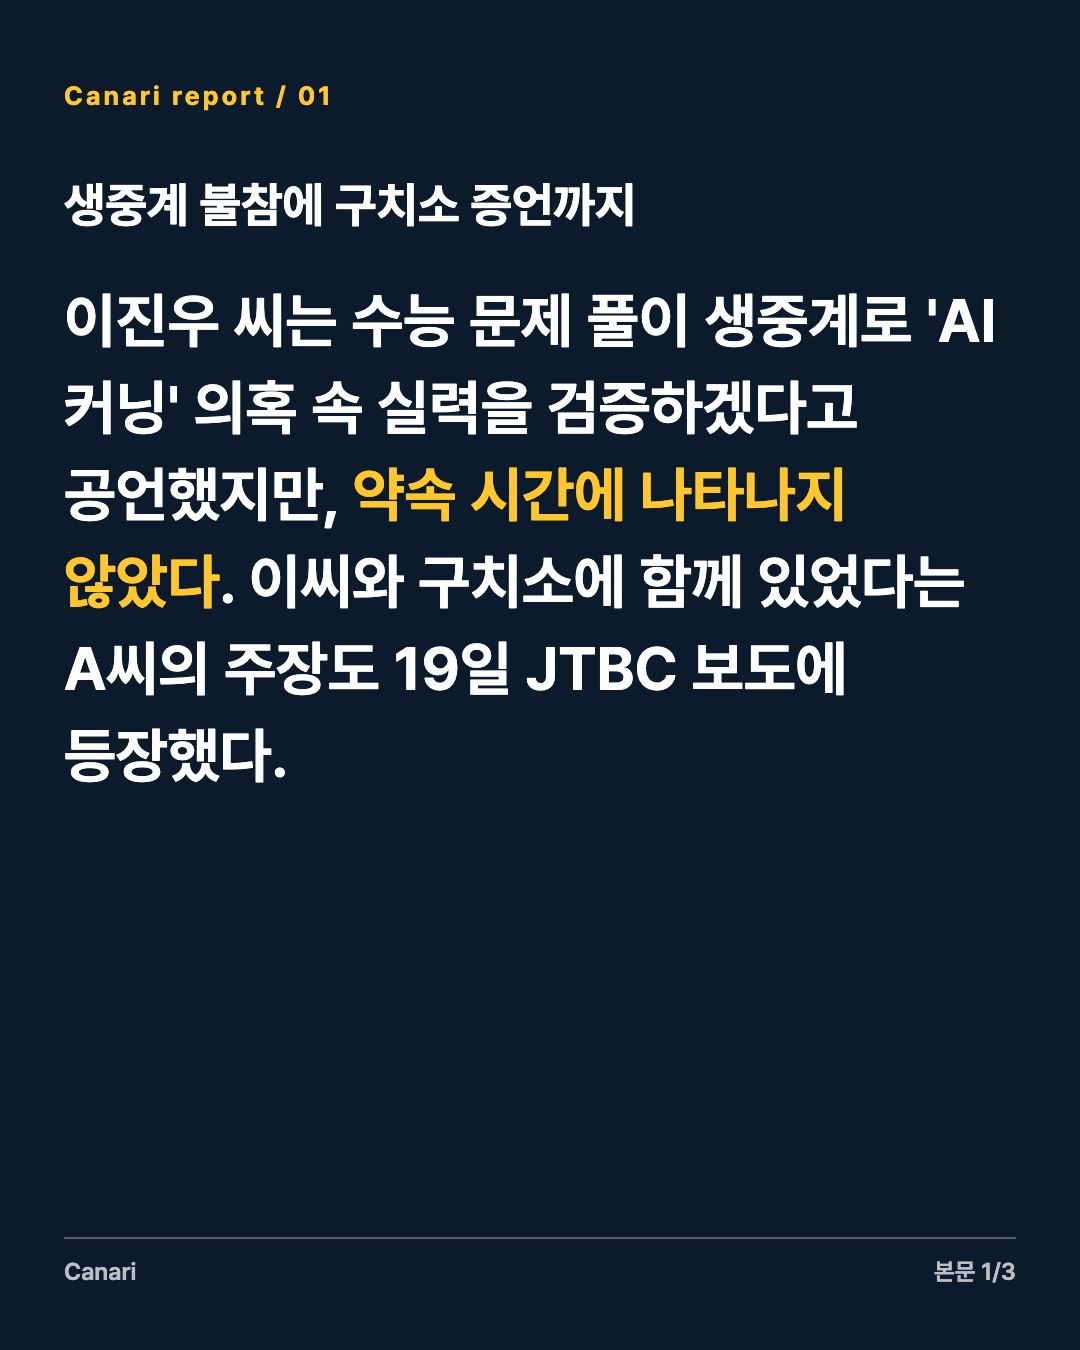 Canari report / 01
생중계 불참에 구치소 증언까지
이진우 씨는 수능 문제 풀이 생중계로 'AI
커닝' 의혹 속 실력을 검증하겠다고
공언했지만, 약속 시간에 나타나지
않았다. 이씨와 구치소에 함께 있었다는
A씨의 주장도 19일 JTBC 보도에
등장했다.
Canari
본문 1/3